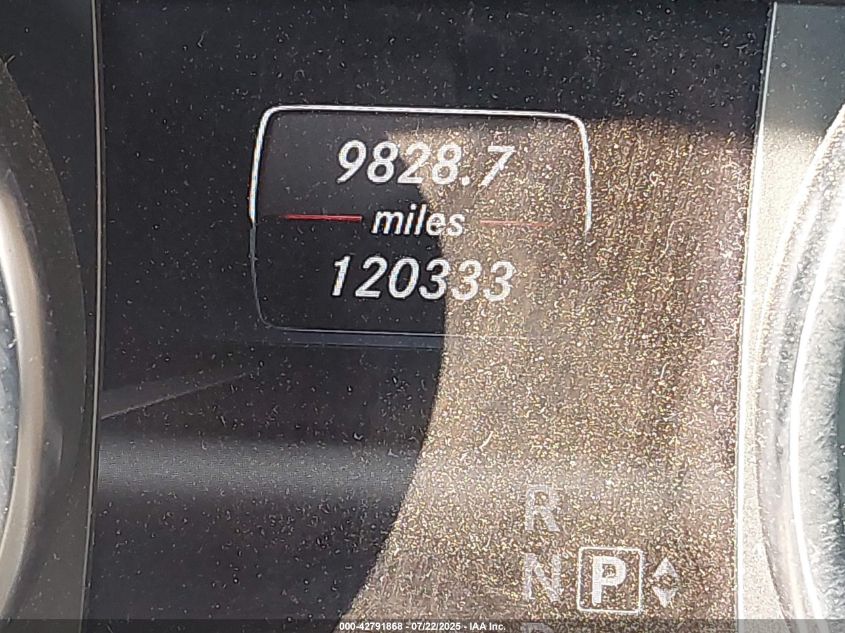 9828.7
miles
120333
R
N P
D
000-42791868 - 07/22/2025 - IAA Inc.